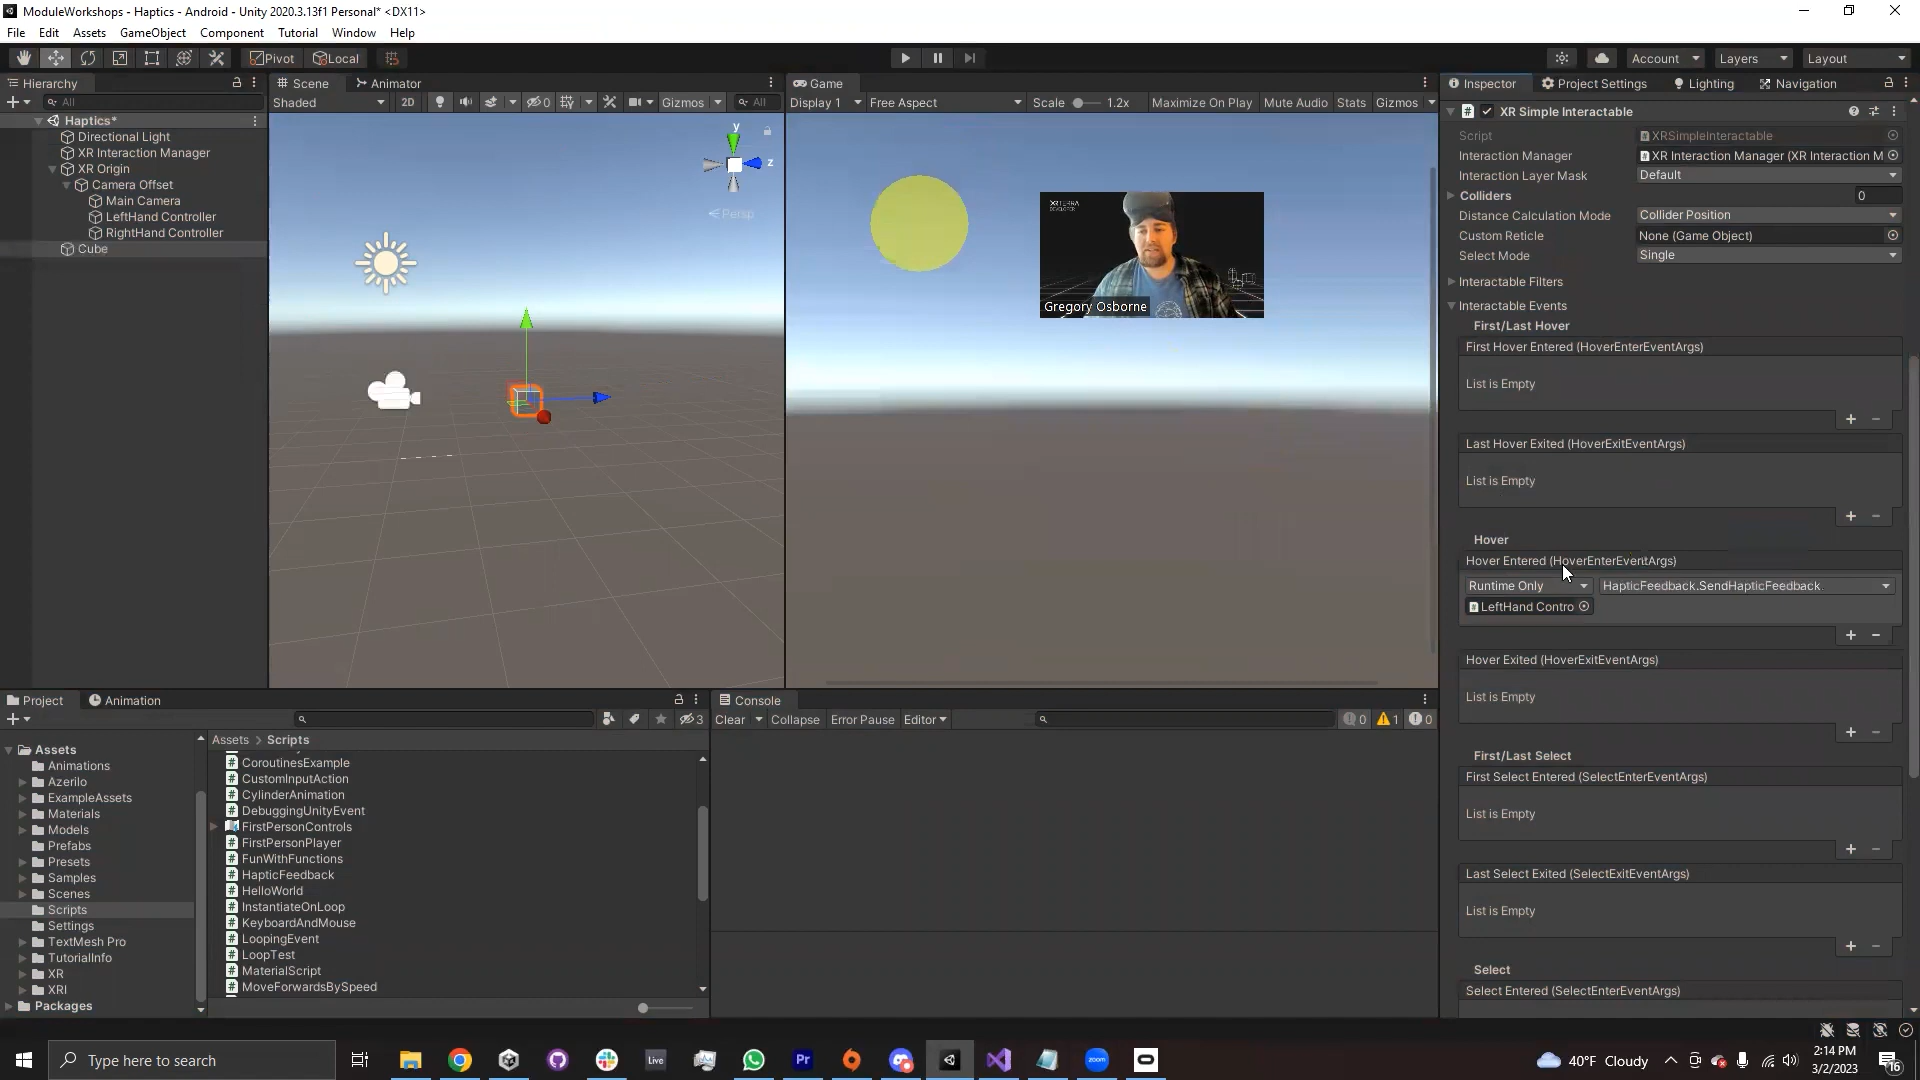 ModuleWorkshops - Haptics - Android - Unity 2020.3.13f1 Personal* <DX11>
File Edit Assets GameObject Component Tutorial Window Help
Pivot Local Account Layers Layout
Hierarchy
All
Haptics*
Directional Light
XR Interaction Manager
XR Origin
Camera Offset
Main Camera
LeftHand Controller
RightHand Controller
Cube
Scene Animator
Shaded 2D 0 Gizmos All
y
z
Persp
Game
Display 1 Free Aspect Scale 1.2x Maximize On Play Mute Audio Stats Gizmos
XRTERRA
DEVELOPER
Gregory Osborne
Inspector Project Settings Lighting Navigation
XR Simple Interactable
Script XRSimpleInteractable
Interaction Manager XR Interaction Manager (XR Interaction M
Interaction Layer Mask Default
Colliders 0
Distance Calculation Mode Collider Position
Custom Reticle None (Game Object)
Select Mode Single
Interactable Filters
Interactable Events
First/Last Hover
First Hover Entered (HoverEnterEventArgs)
List is Empty
Last Hover Exited (HoverExitEventArgs)
List is Empty
Hover
Hover Entered (HoverEnterEventArgs)
Runtime Only HapticFeedback.SendHapticFeedback
LeftHand Contro
Hover Exited (HoverExitEventArgs)
List is Empty
First/Last Select
First Select Entered (SelectEnterEventArgs)
List is Empty
Last Select Exited (SelectExitEventArgs)
List is Empty
Select
Select Entered (SelectEnterEventArgs)
Project Animation
3
Assets
Animations
Azerilo
ExampleAssets
Materials
Models
Prefabs
Presets
Samples
Scenes
Scripts
Settings
TextMesh Pro
TutorialInfo
XR
XRI
Packages
Assets > Scripts
CoroutinesExample
CustomInputAction
CylinderAnimation
DebuggingUnityEvent
FirstPersonControls
FirstPersonPlayer
FunWithFunctions
HapticFeedback
HelloWorld
InstantiateOnLoop
KeyboardAndMouse
LoopingEvent
LoopTest
MaterialScript
MoveForwardsBySpeed
Console
Clear Collapse Error Pause Editor 0 1 0
Type here to search
Live
Pr
zoom
40°F Cloudy
2:14 PM
3/2/2023
16